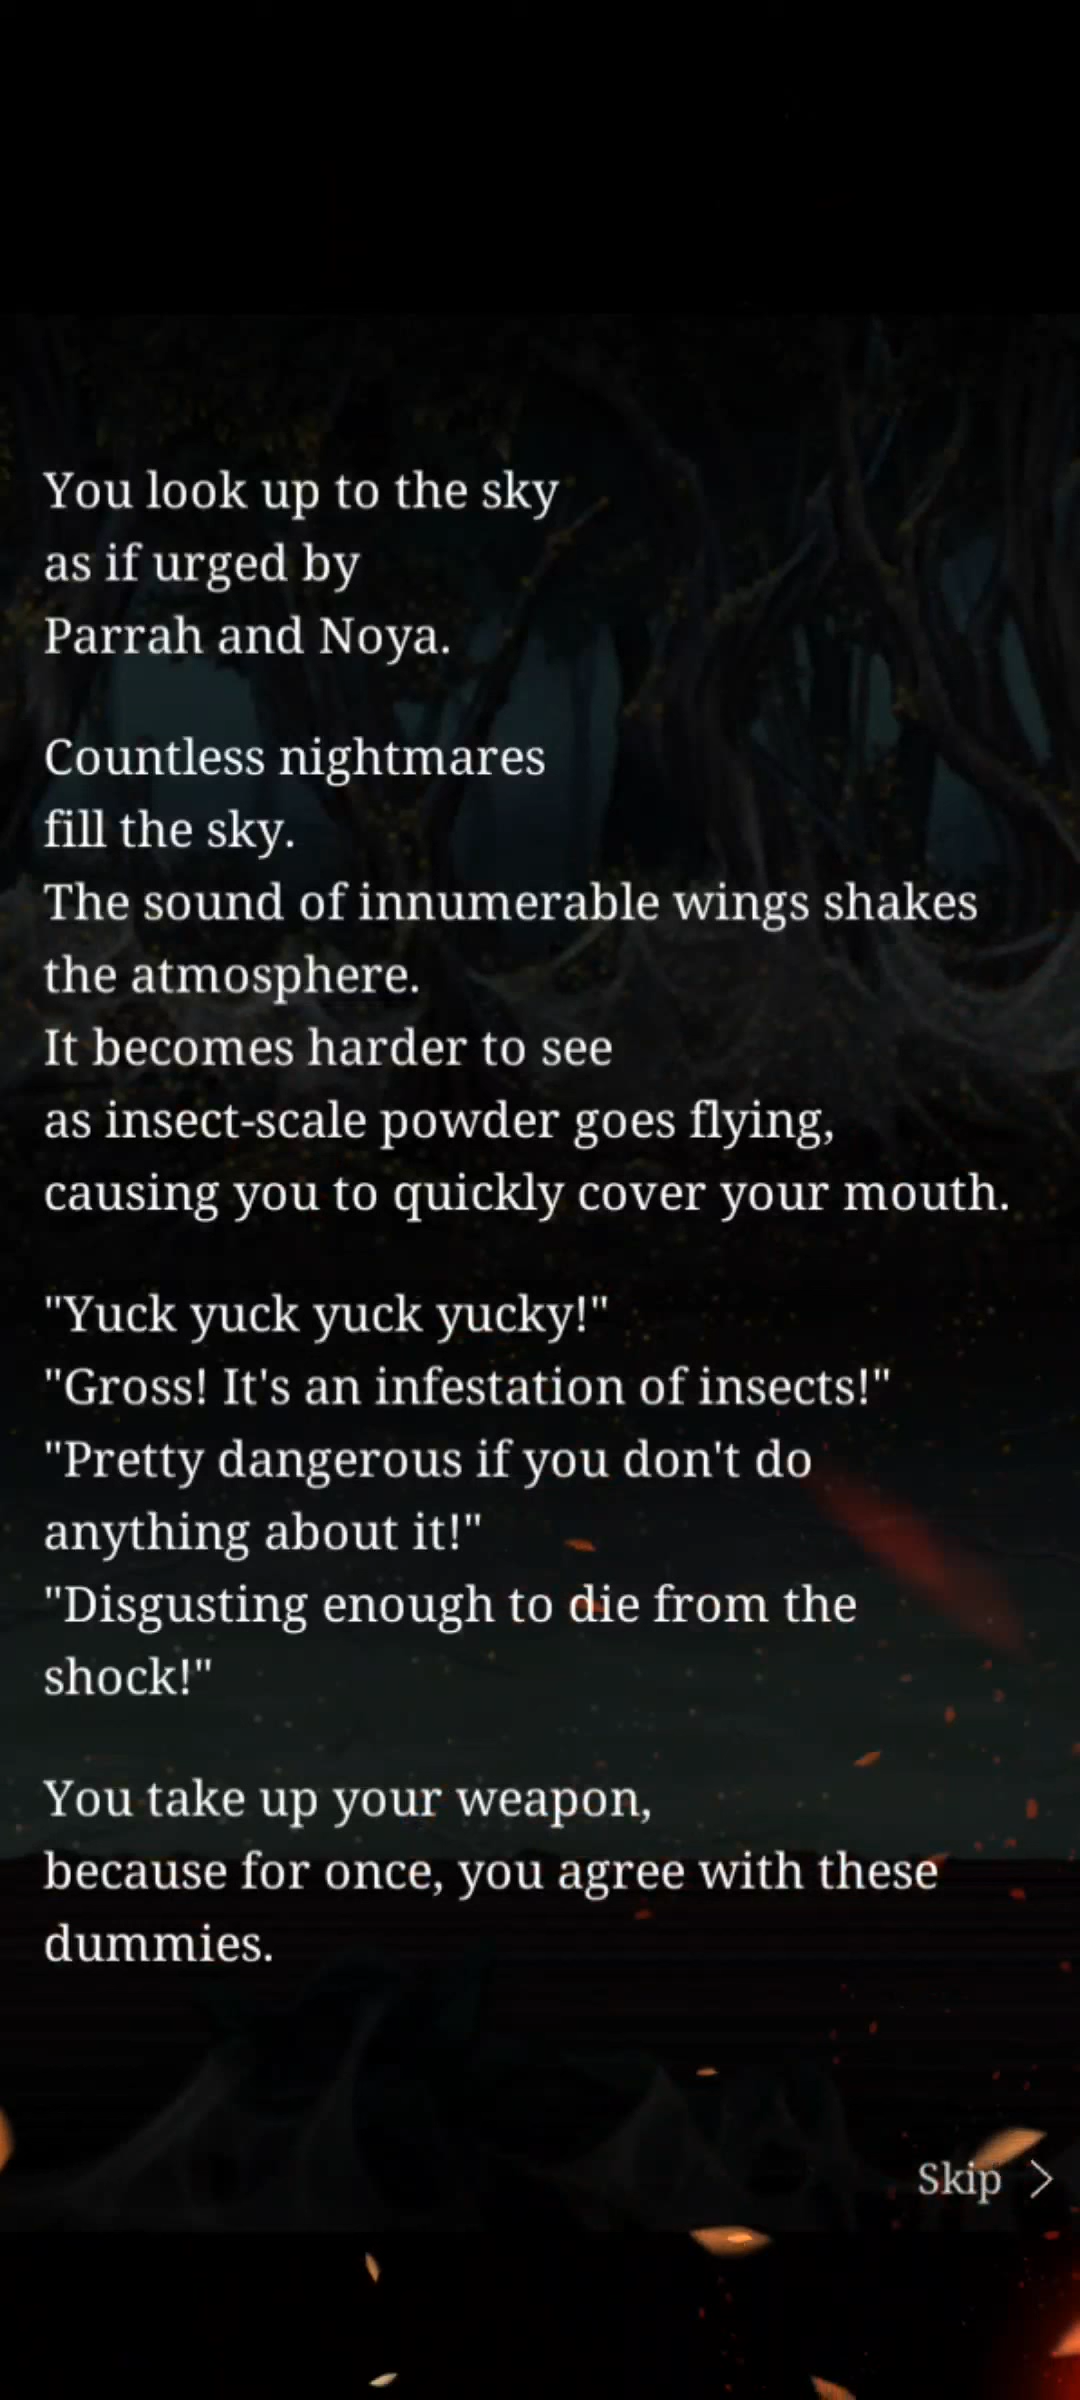 You look up to the sky
as if urged by
Parrah and Noya.
Countless nightmares
fill the sky.
The sound of innumerable wings shakes
the atmosphere.
It becomes harder to see
as insect-scale powder goes flying,
causing you to quickly cover your mouth.
"Yuck yuck yuck yucky!"
"Gross! It's an infestation of insects!"
"Pretty dangerous if you don't do
anything about it!"
"Disgusting enough to die from the
shock!"
You take up your weapon,
because for once, you agree with these
dummies.
Skip >